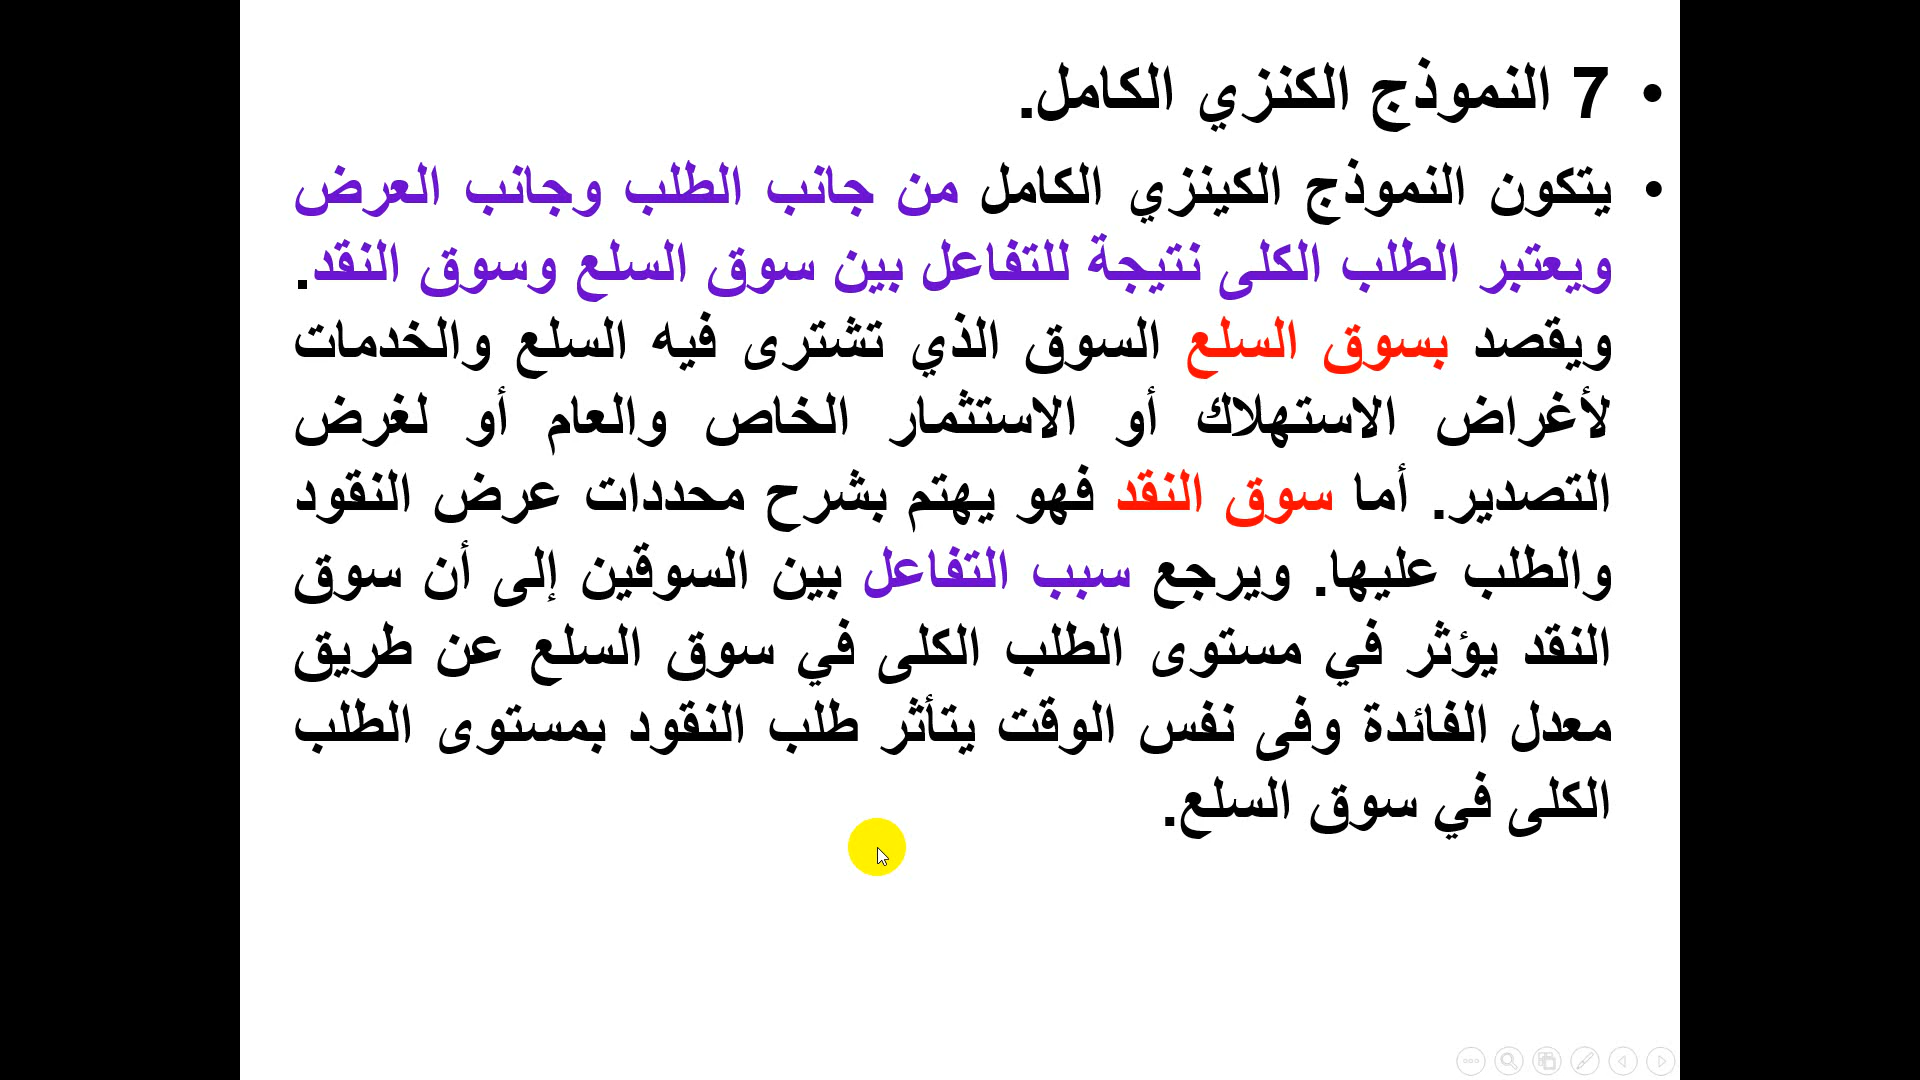 • 7 النموذج الكنزي الكامل.
• يتكون النموذج الكينزي الكامل من جانب الطلب وجانب العرض
ويعتبر الطلب الكلى نتيجة للتفاعل بين سوق السلع وسوق النقد.
ويقصد بسوق السلع السوق الذي تشترى فيه السلع والخدمات
لأغراض الاستهلاك أو الاستثمار الخاص والعام أو لغرض
التصدير. أما سوق النقد فهو يهتم بشرح محددات عرض النقود
والطلب عليها. ويرجع سبب التفاعل بين السوقين إلى أن سوق
النقد يؤثر في مستوى الطلب الكلى في سوق السلع عن طريق
معدل الفائدة وفى نفس الوقت يتأثر طلب النقود بمستوى الطلب
الكلى في سوق السلع.